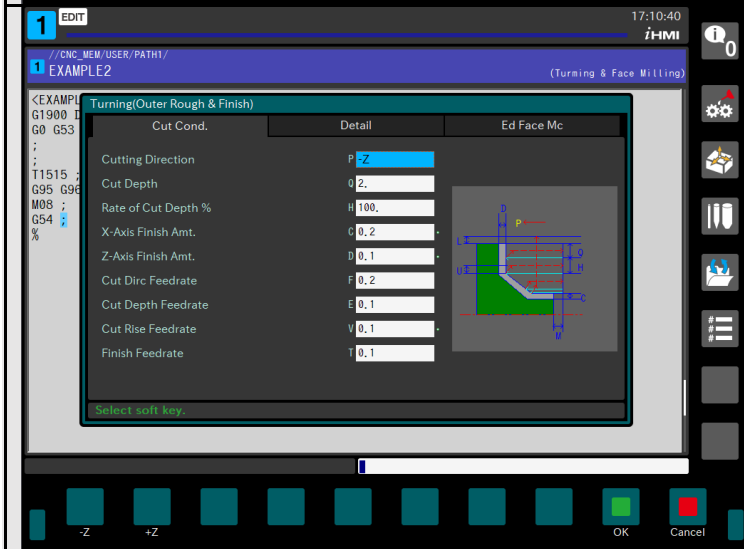 1 EDIT 17:10:40
iHMI
//CNC_MEM/USER/PATH1/
1 EXAMPLE2 (Turming & Face Milling)
i 0
<EXAMPL
G1900 D
G0 G53
;
;
T1515 ;
G95 G96
M08 ;
G54 ;
%
Turning(Outer Rough & Finish)
Cut Cond. Detail Ed Face Mc
Cutting Direction P -Z
Cut Depth Q 2.
Rate of Cut Depth % H 100.
X-Axis Finish Amt. C 0.2
Z-Axis Finish Amt. D 0.1
Cut Dirc Feedrate F 0.2
Cut Depth Feedrate E 0.1
Cut Rise Feedrate V 0.1
Finish Feedrate T 0.1
D
P
L
Q
U
H
C
M
Select soft key.
-Z +Z OK Cancel